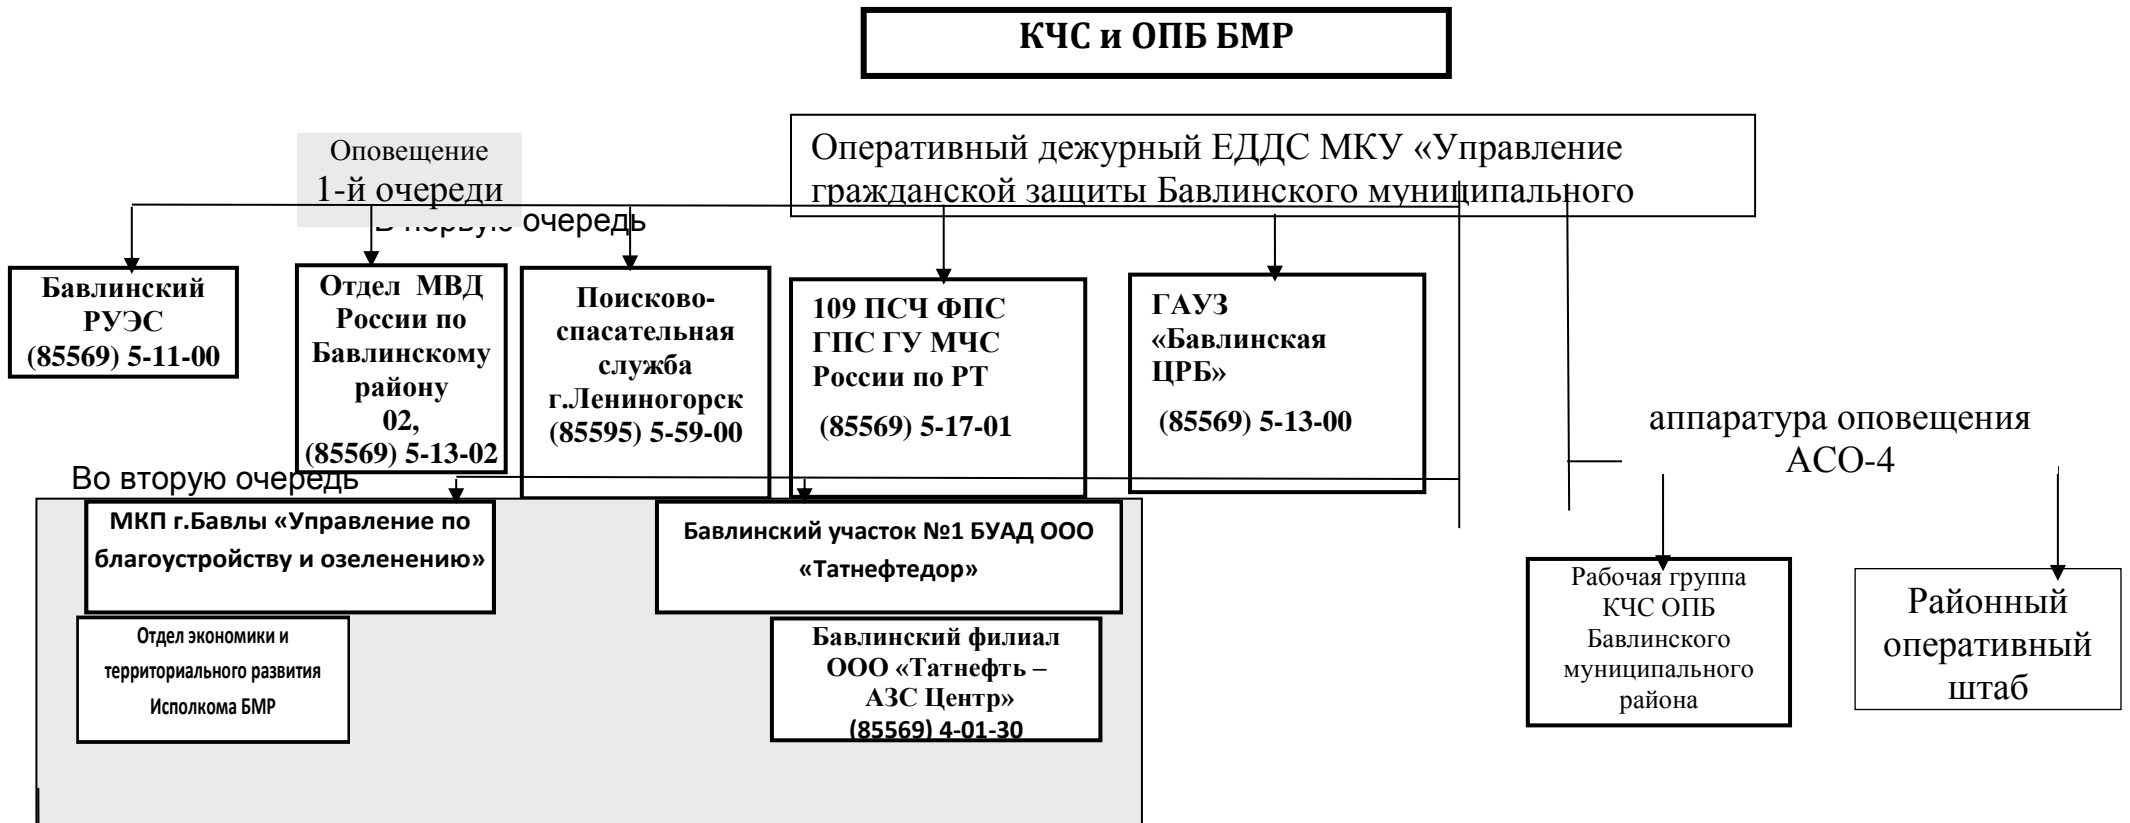 КЧС и ОПБ БМР
Оповещение
1-й очереди
Оперативный дежурный ЕДДС МКУ «Управление
гражданской защиты Бавлинского муниципального
очередь
Бавлинский
РУЭС
(85569) 5-11-00
Отдел МВД
России по
Бавлинскому
району
02,
(85569) 5-13-02
Поисково-
спасательная
служба
г.Лениногорск
(85595) 5-59-00
109 ПСЧ ФПС
ГПС ГУ МЧС
России по РТ
(85569) 5-17-01
ГАУЗ
«Бавлинская
ЦРБ»
(85569) 5-13-00
аппаратура оповещения
АСО-4
Во вторую очередь
МКП г.Бавлы «Управление по
благоустройству и озеленению»
Бавлинский участок №1 БУАД ООО
«Татнефтедор»
Отдел экономики и
территориального развития
Исполкома БМР
Бавлинский филиал
ООО «Татнефть –
АЗС Центр»
(85569) 4-01-30
Рабочая группа
КЧС ОПБ
Бавлинского
муниципального
района
Районный
оперативный
штаб